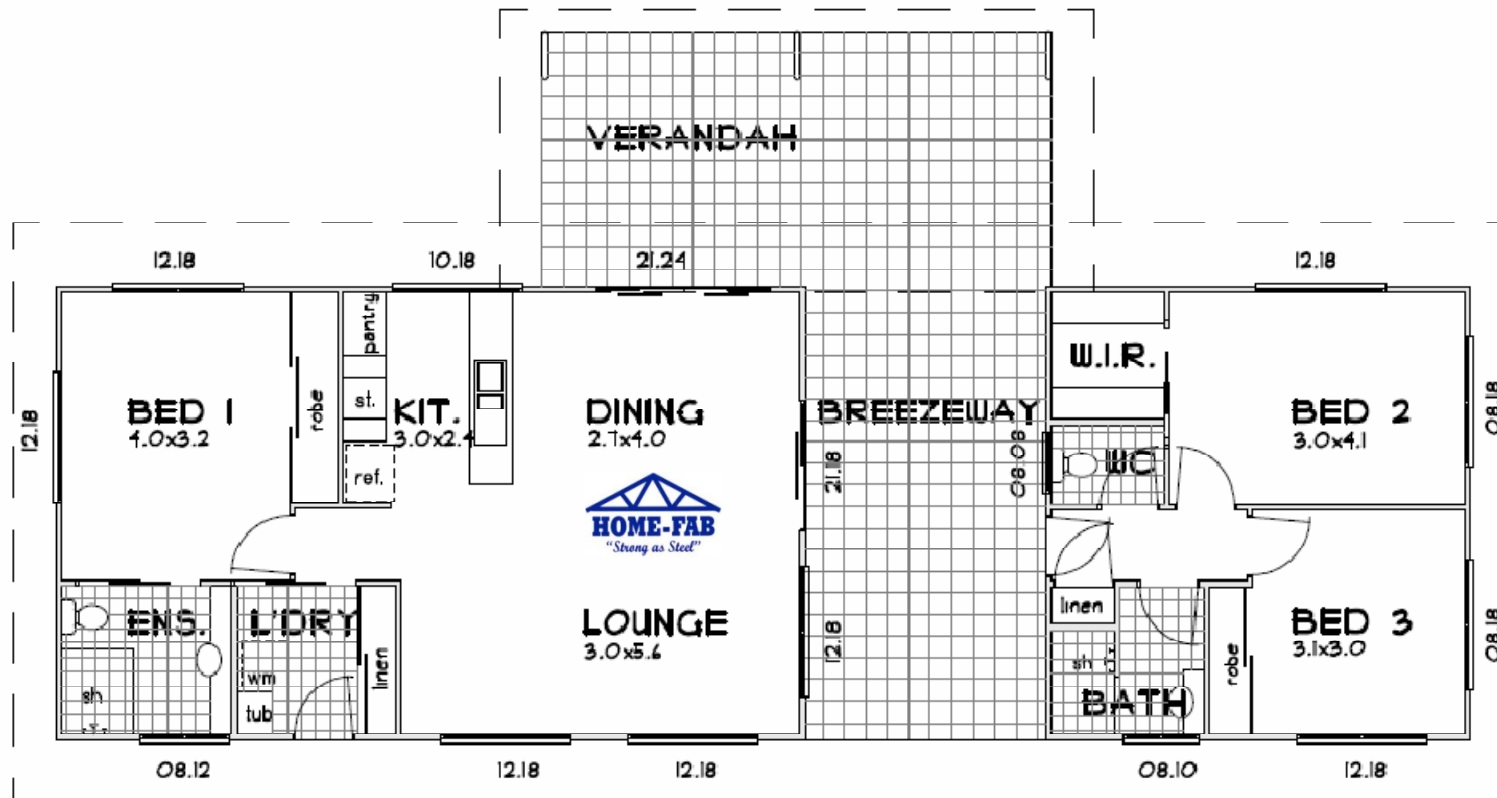 VERANDAH
12.18
10.18
21.24
12.18
pantry
W.I.R.
st.
robe
BED 1
4.0x3.2
KIT.
3.0x2.4
DINING
2.7x4.0
BREEZEWAY
BED 2
3.0x4.1
12.18
08.18
ref.
21.18
08.08
WC
HOME-FAB
"Strong as Steel"
ENS.
L'DRY
LOUNGE
3.0x5.6
12.18
linen
BED 3
3.1x3.0
08.18
wm
linen
sh
tub
sh
BATH
robe
08.12
12.18
12.18
08.10
12.18